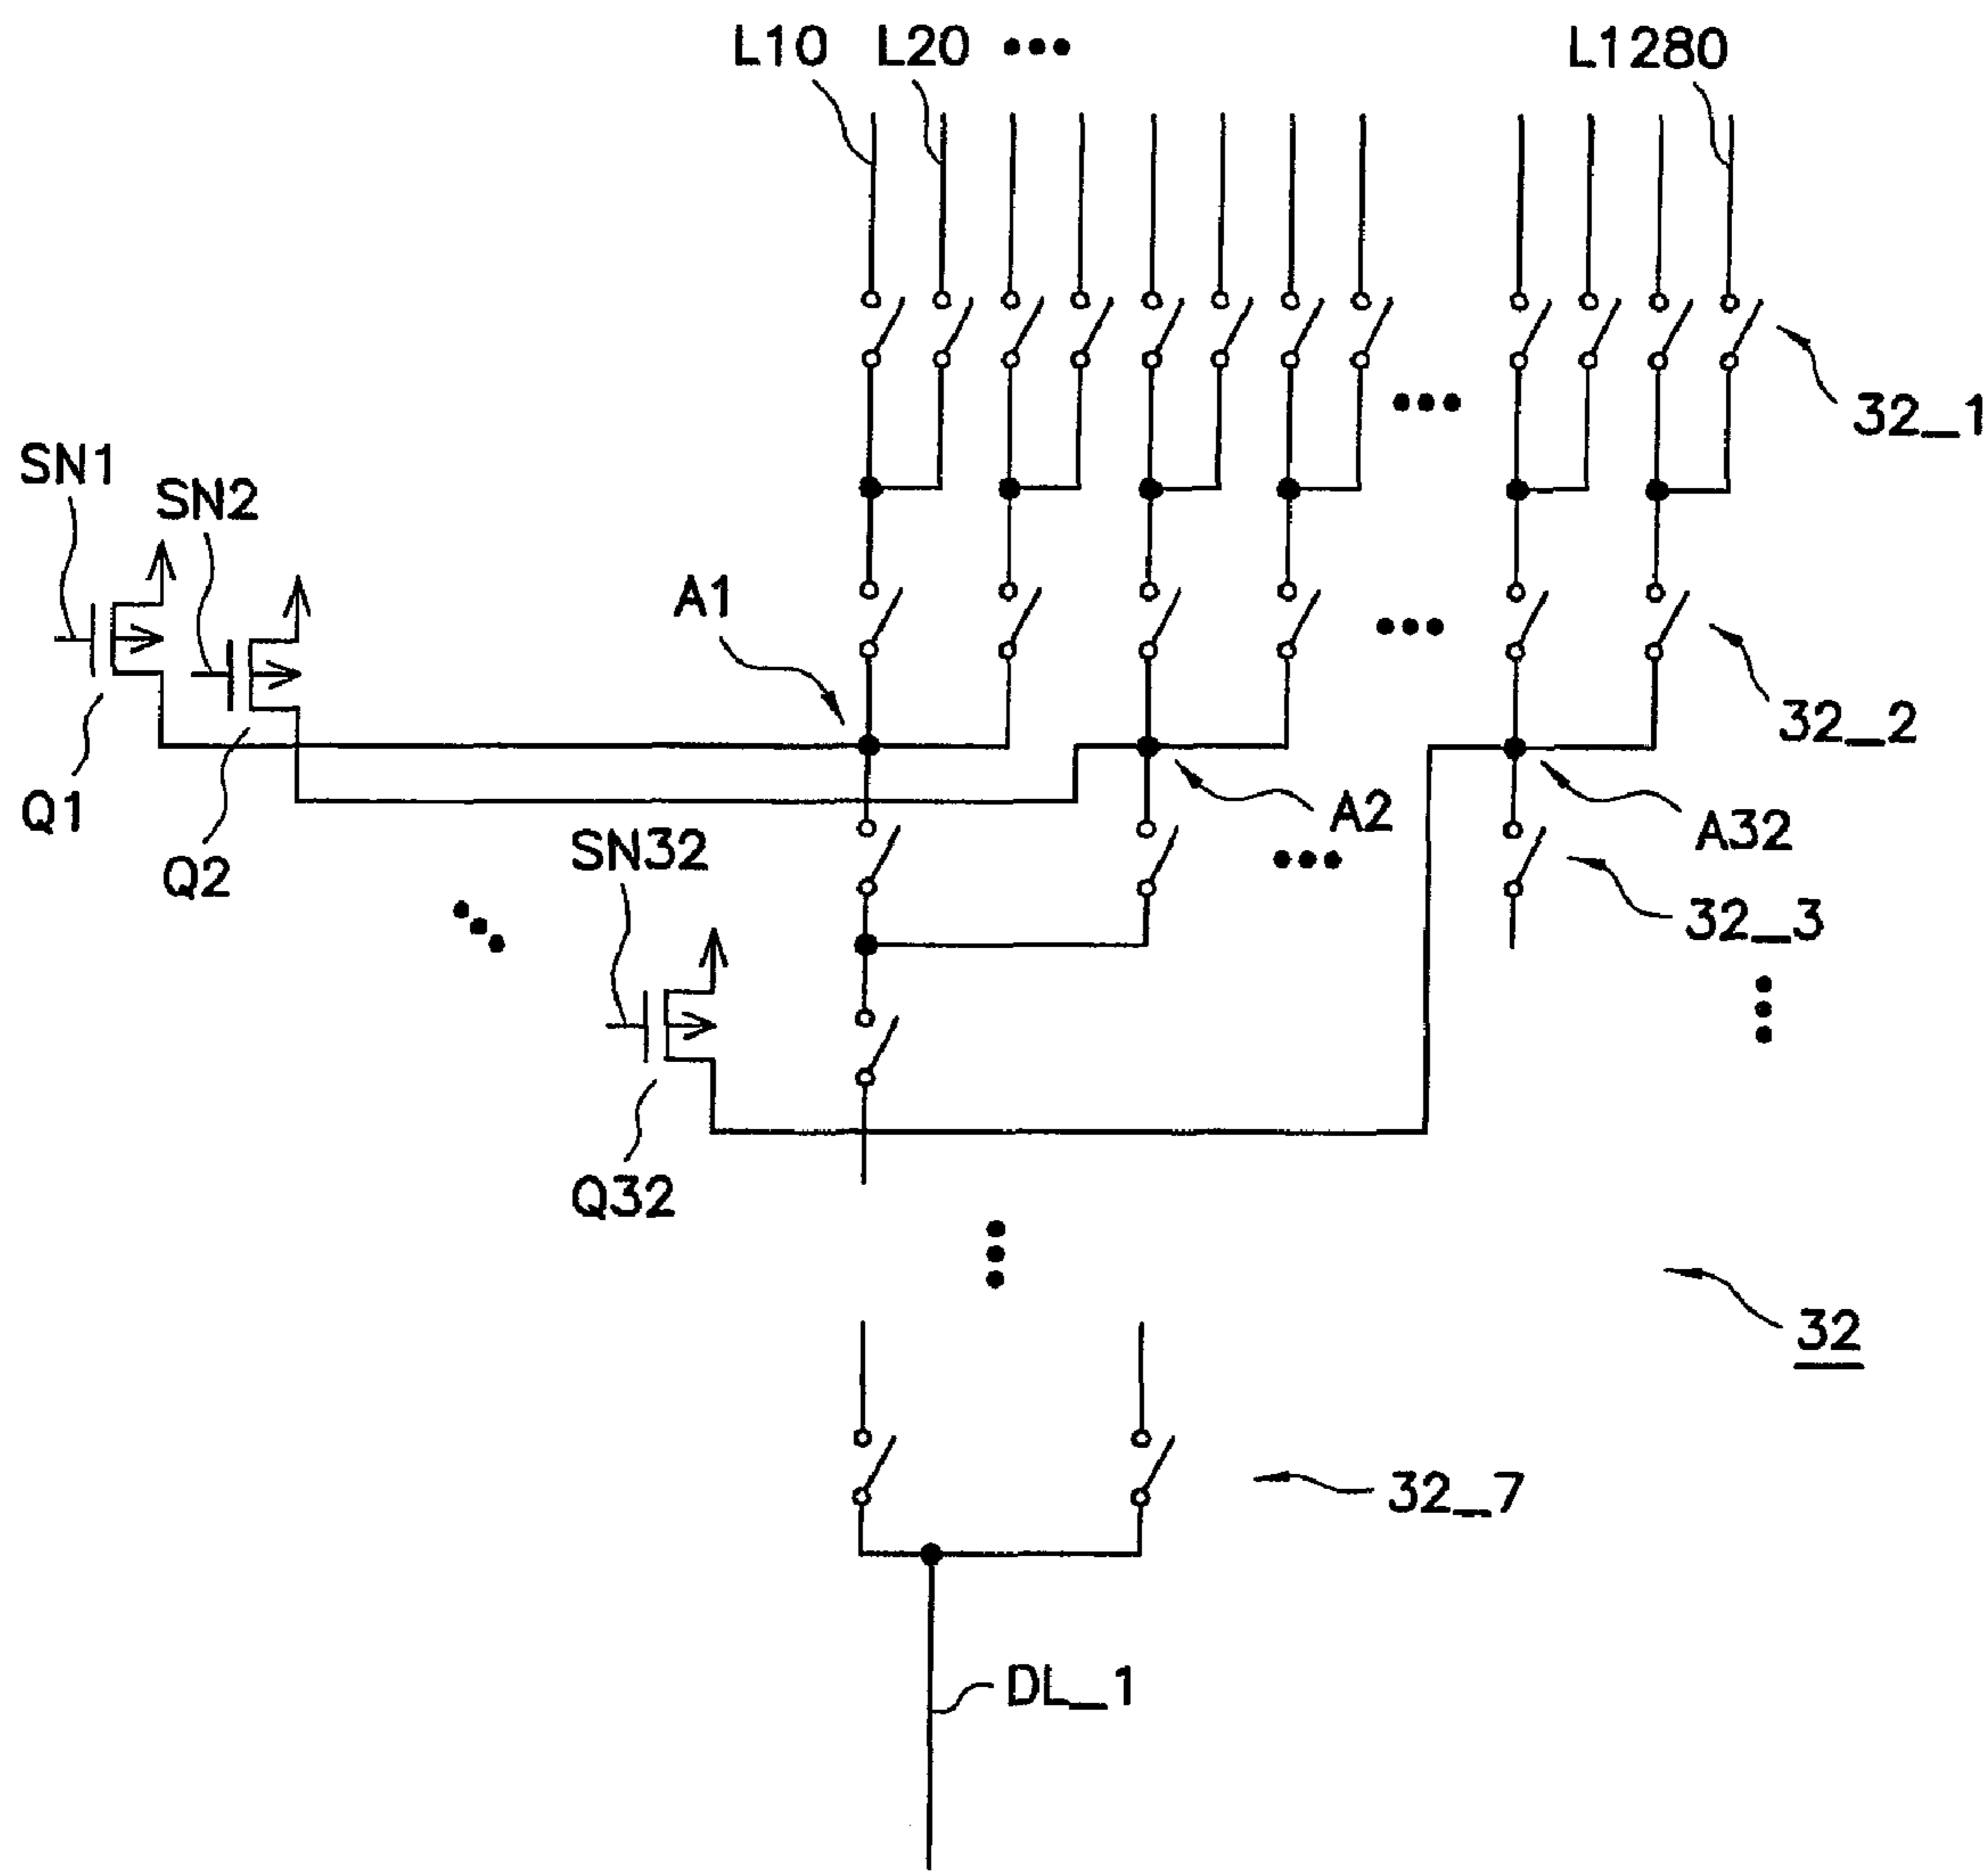 L10 L20 ••• L1280
32_1
SN1
SN2
A1
32_2
Q1
A2
A32
Q2
SN32
32_3
Q32
32
32_7
DL_1